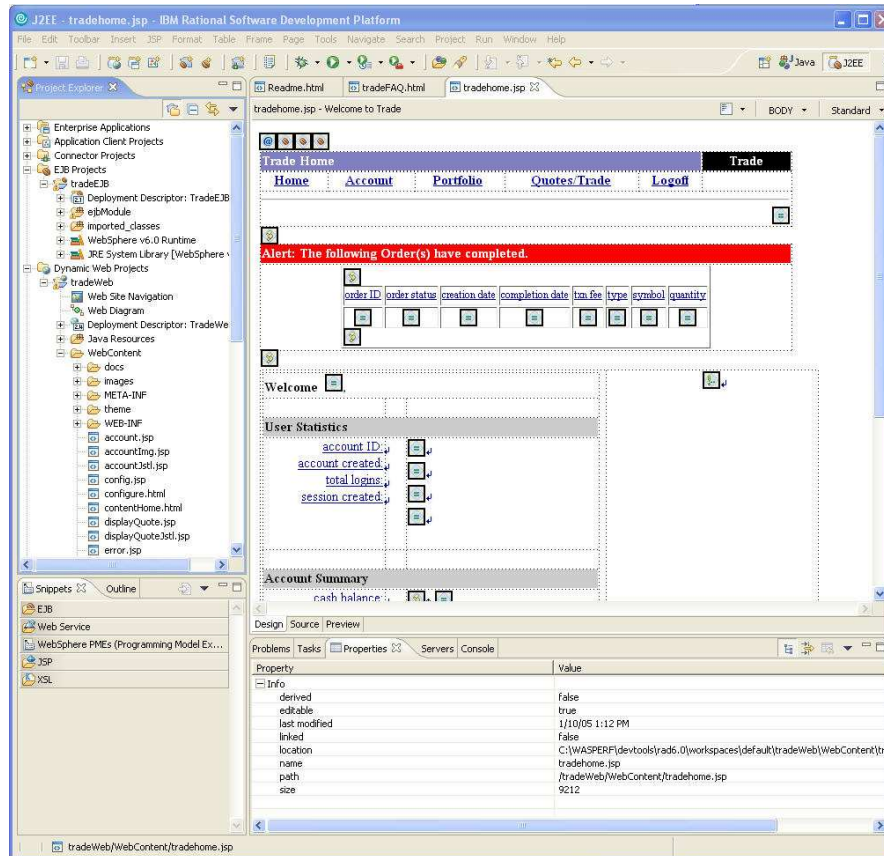 J2EE - tradehome.jsp - IBM Rational Software Development Platform
File Edit Toolbar Insert JSP Format Table Frame Page Tools Navigate Search Project Run Window Help
Java J2EE
Project Explorer
Enterprise Applications
Application Client Projects
Connector Projects
EJB Projects
tradeEJB
Deployment Descriptor: TradeEJB
ejbModule
imported_classes
WebSphere v6.0 Runtime
JRE System Library [WebSphere v
Dynamic Web Projects
tradeWeb
Web Site Navigation
Web Diagram
Deployment Descriptor: TradeWe
Java Resources
WebContent
docs
images
META-INF
theme
WEB-INF
account.jsp
accountImg.jsp
accountJstl.jsp
config.jsp
configure.html
contentHome.html
displayQuote.jsp
displayQuoteJstl.jsp
error.jsp
Readme.html tradeFAQ.html tradehome.jsp
tradehome.jsp - Welcome to Trade BODY Standard
Trade Home Trade
Home Account Portfolio Quotes/Trade Logoff
Alert: The following Order(s) have completed.
order ID order status creation date completion date txn fee type symbol quantity
Welcome ,
User Statistics
account ID:
account created:
total logins:
session created:
Account Summary
cash balance:
Design Source Preview
Snippets Outline
EJB
Web Service
WebSphere PMEs (Programming Model Ex...
JSP
XSL
Problems Tasks Properties Servers Console
Property Value
Info
derived false
editable true
last modified 1/10/05 1:12 PM
linked false
location C:\WASPERF\devtools\rad6.0\workspaces\default\tradeWeb\WebContent\tr
name tradehome.jsp
path /tradeWeb/WebContent/tradehome.jsp
size 9212
tradeWeb/WebContent/tradehome.jsp